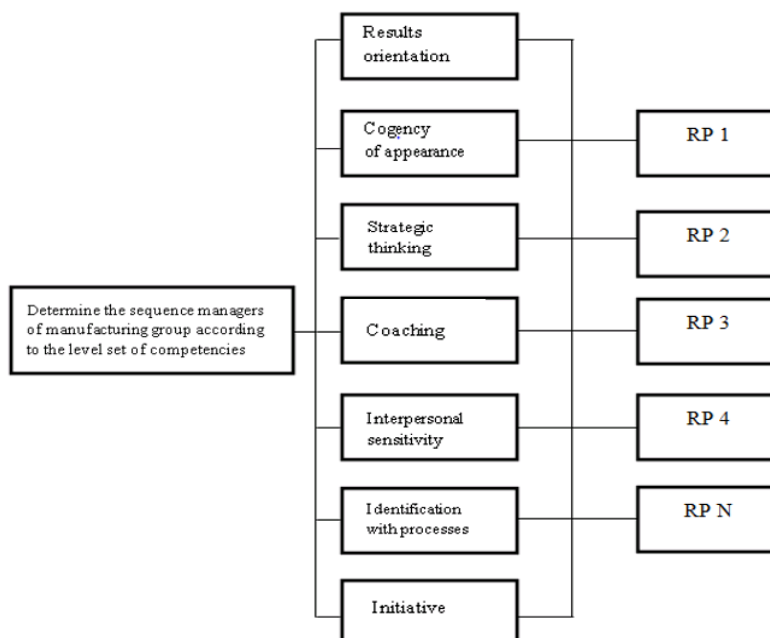 Results
orientation
Cogency
of appearance
RP 1
Strategic
thinking
RP 2
Determine the sequence managers
of manufacturing group according
to the level set of competencies
Coaching
RP 3
Interpersonal
sensitivity
RP 4
Identification
with processes
RP N
Initiative